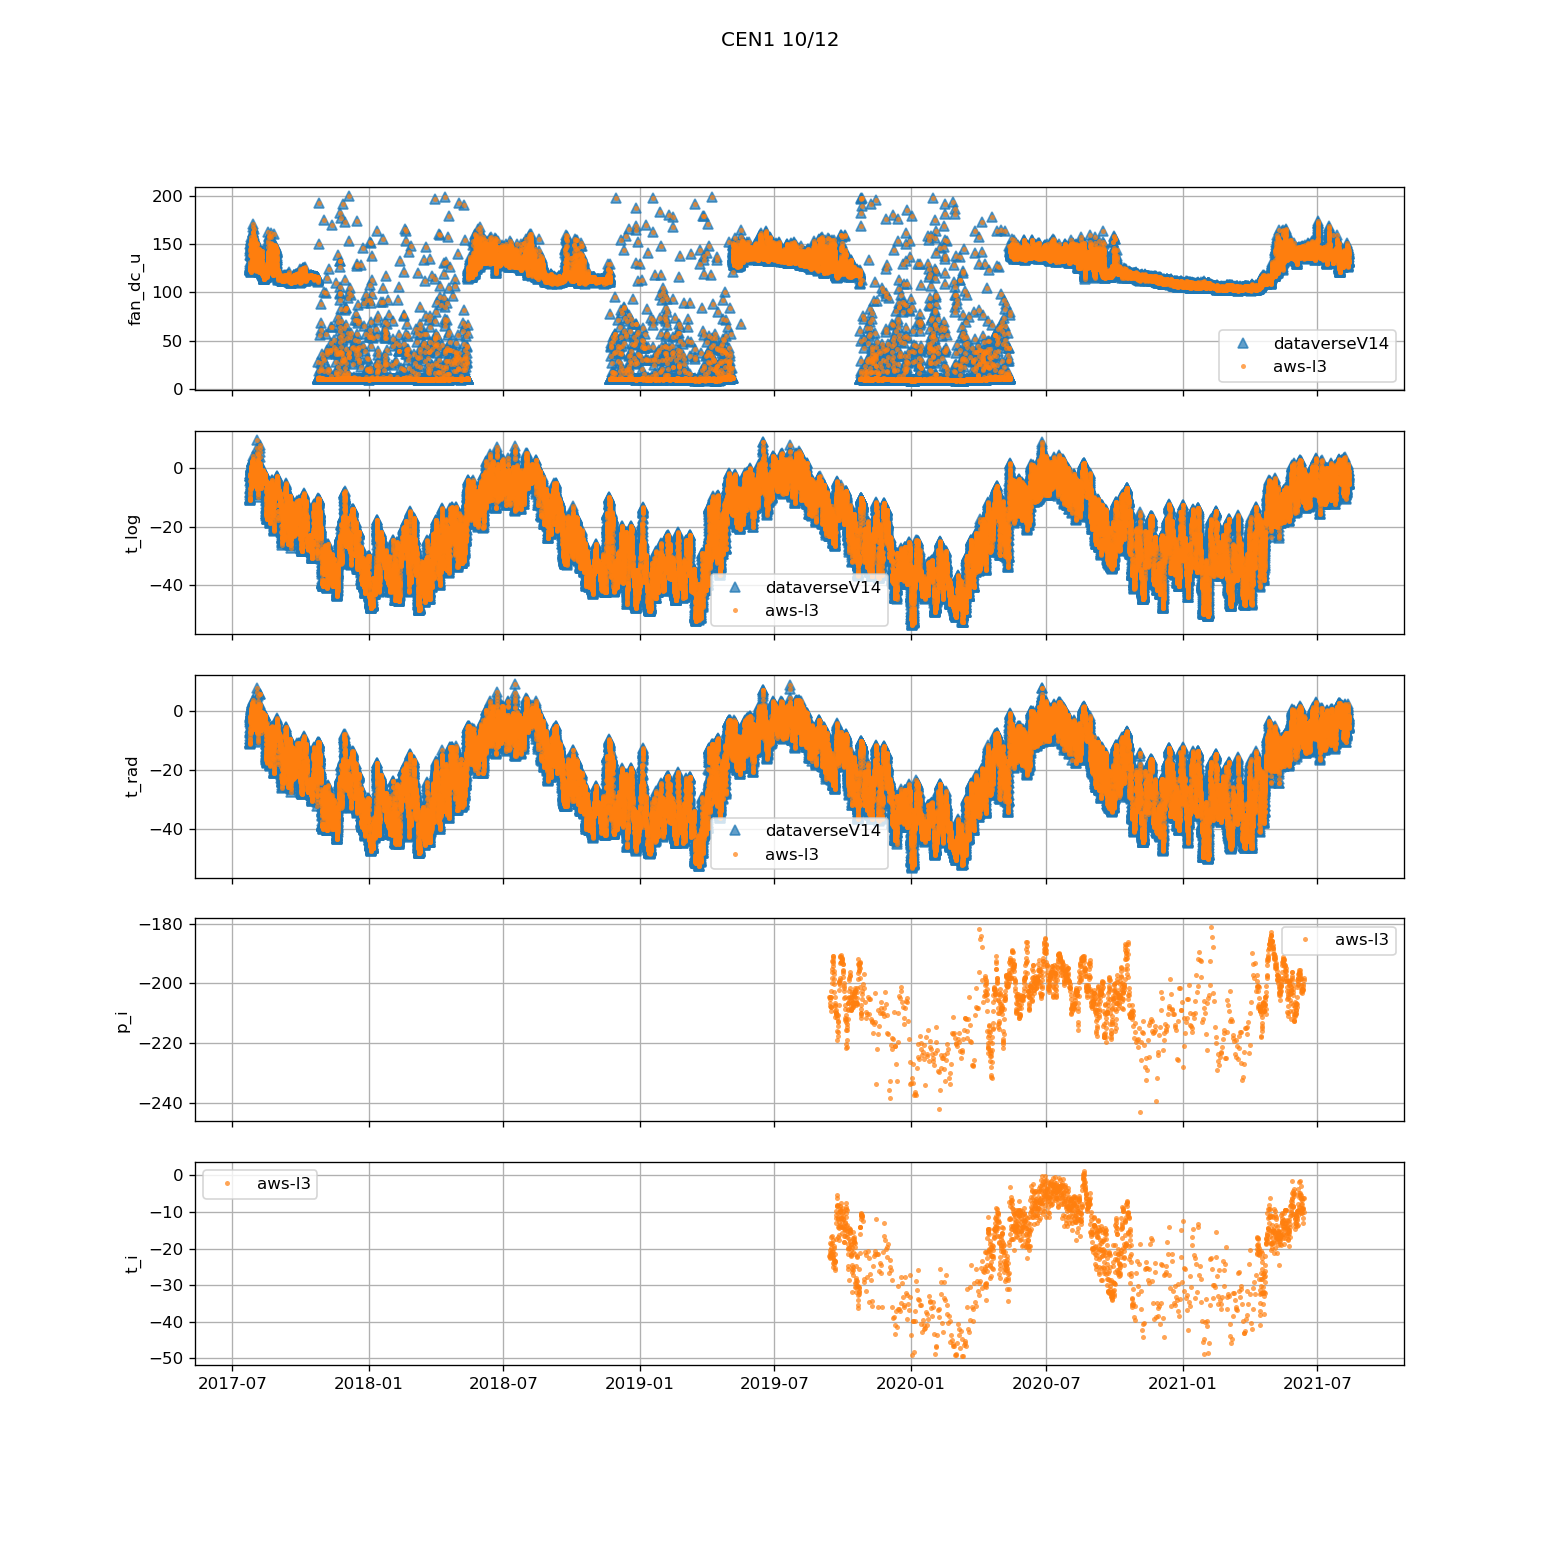 CEN1 10/12
200
150
100
50
0
fan_dc_u
dataverseV14
aws-l3
0
−20
−40
t_log
dataverseV14
aws-l3
0
−20
−40
t_rad
dataverseV14
aws-l3
−180
−200
−220
−240
p_i
aws-l3
0
−10
−20
−30
−40
−50
t_i
aws-l3
2017-07
2018-01
2018-07
2019-01
2019-07
2020-01
2020-07
2021-01
2021-07